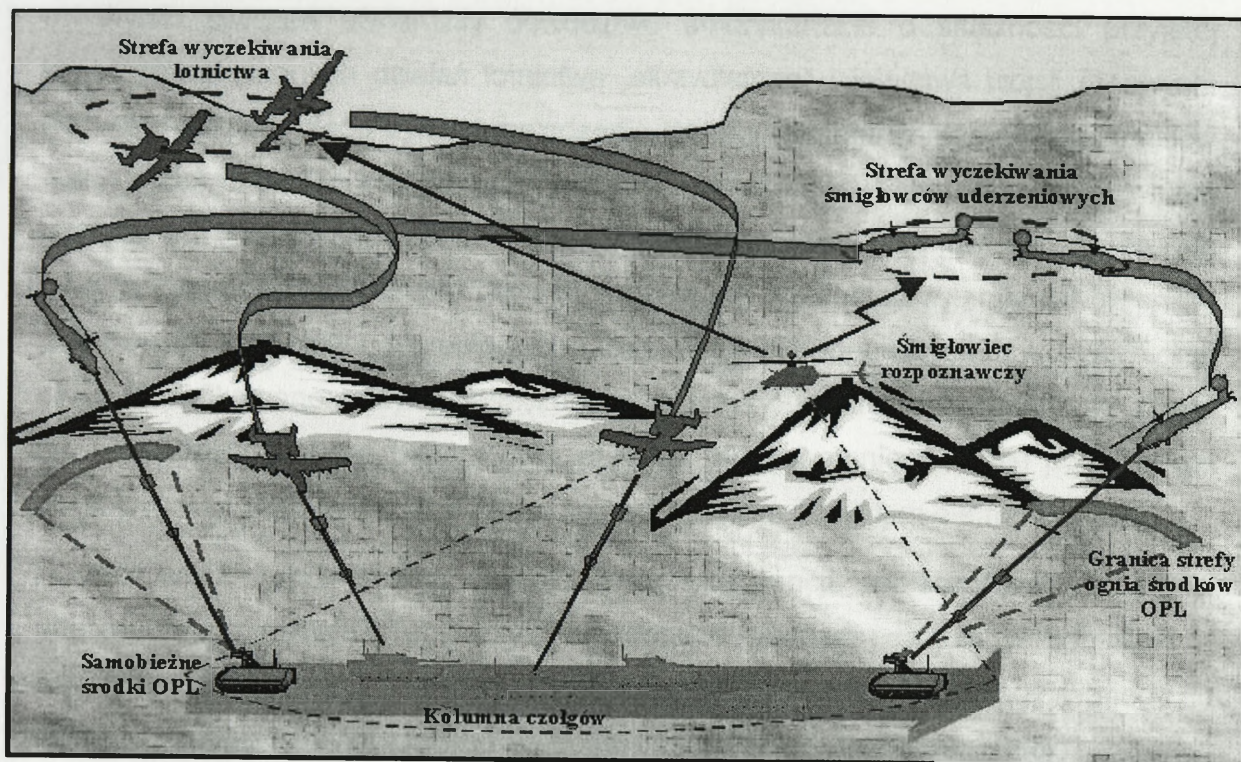 Strefa wyczekiwania
lotnictwa
Strefa wyczekiwania
śmigłowców uderzeniowych
Śmigłowiec
rozpoznawczy
Granica strefy
ognia środków
OPL
Samobieżne
środki OPL
Kolumna czołgów